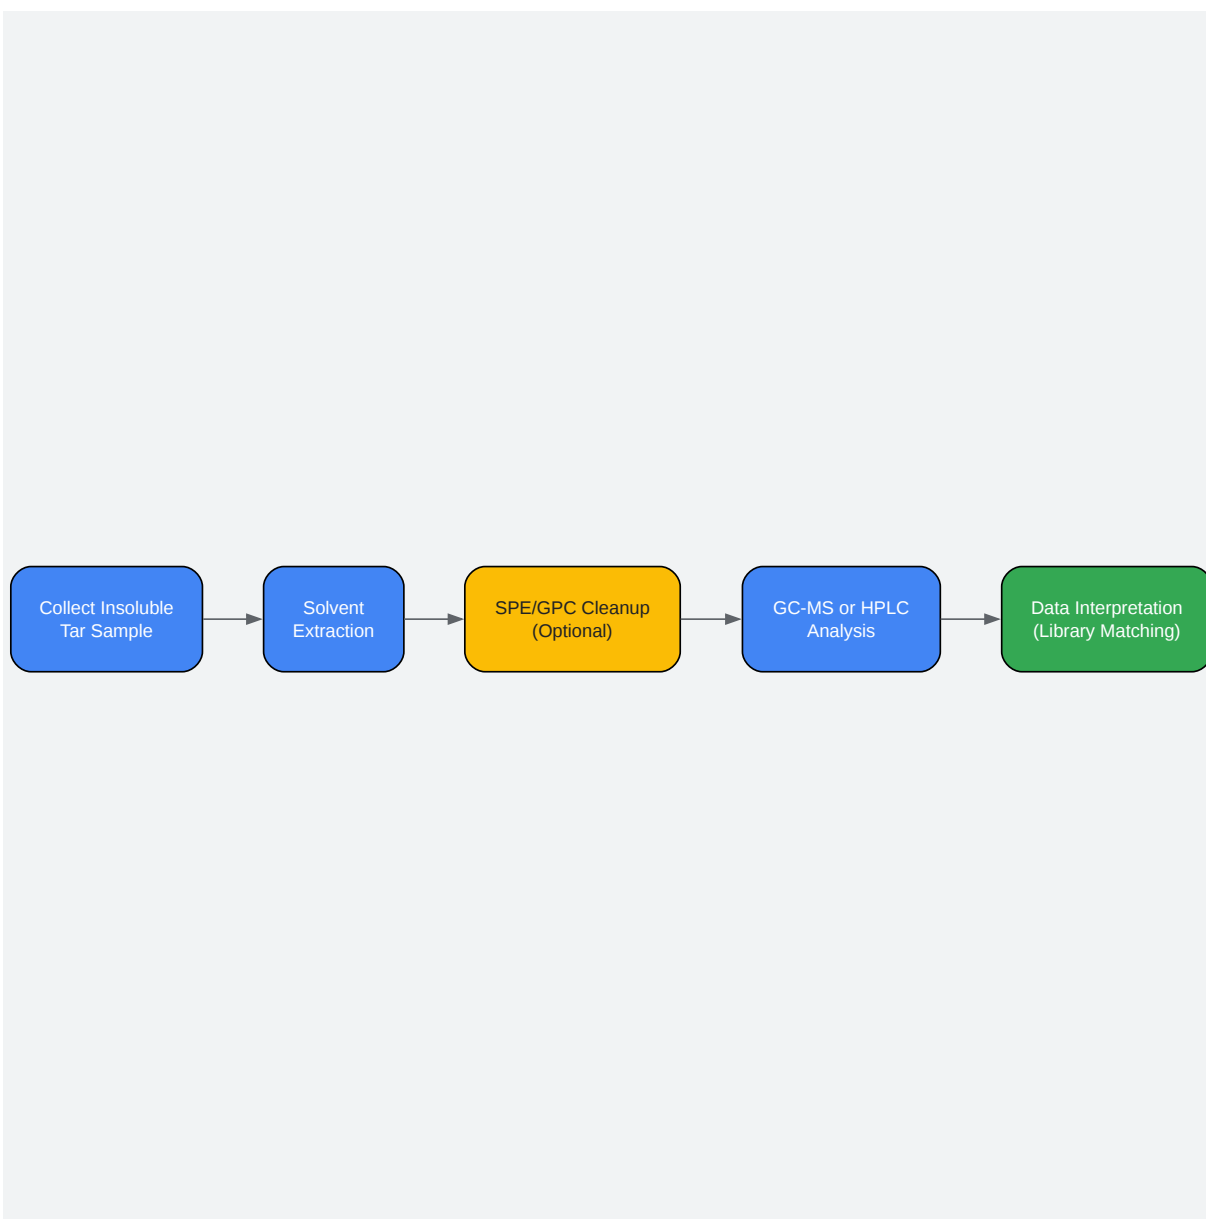 Collect Insoluble
Tar Sample
Solvent
Extraction
SPE/GPC Cleanup
(Optional)
GC-MS or HPLC
Analysis
Data Interpretation
(Library Matching)